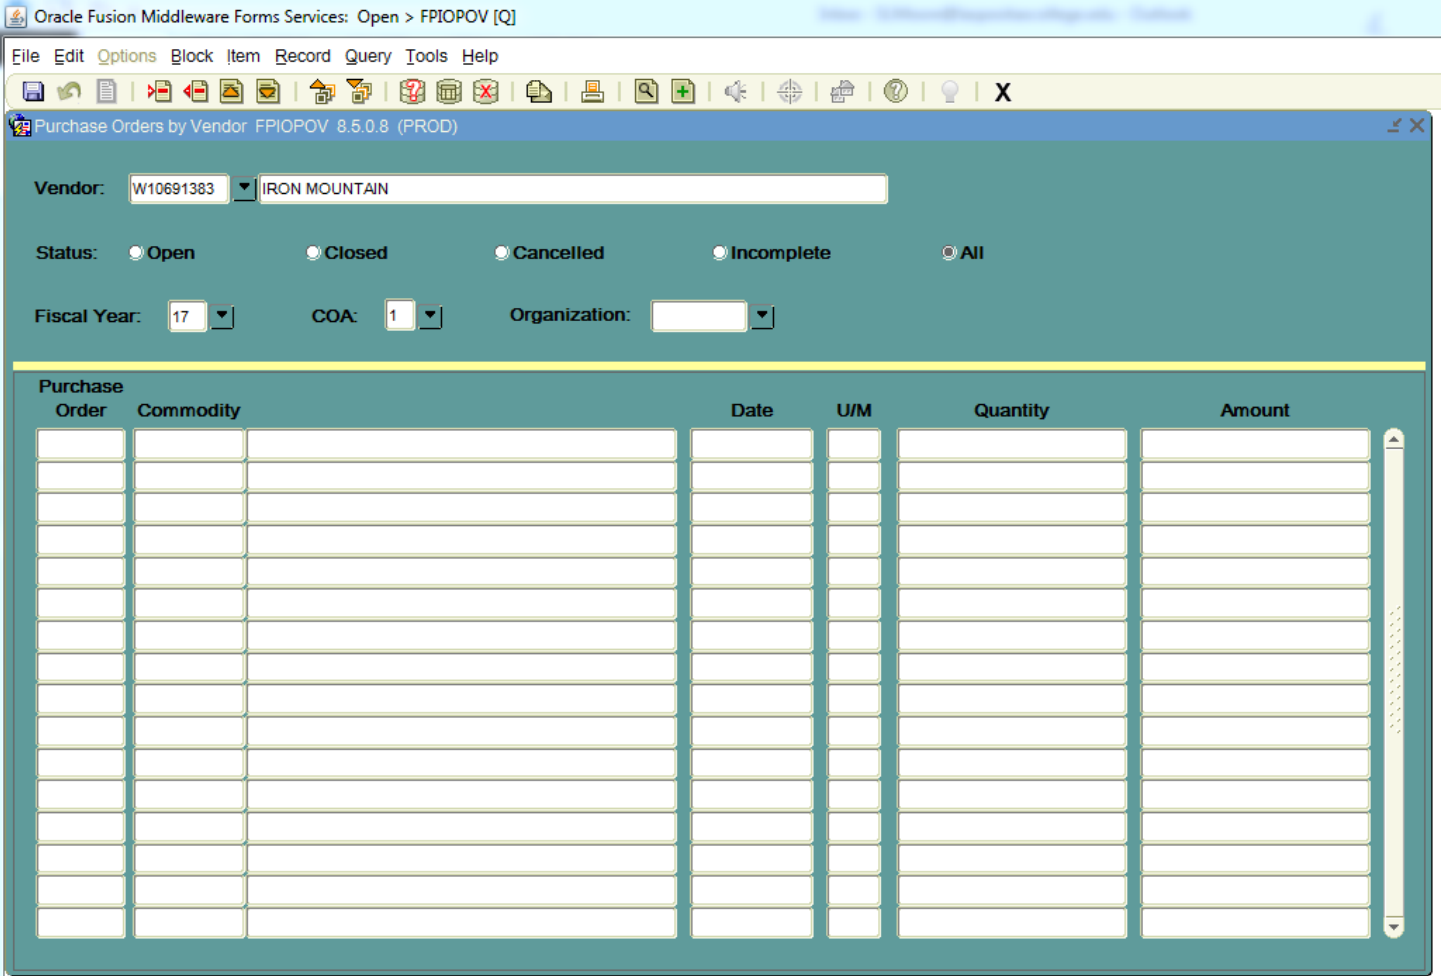 Oracle Fusion Middleware Forms Services: Open > FPIOPOV [Q]
File Edit Options Block Item Record Query Tools Help
Purchase Orders by Vendor FPIOPOV 8.5.0.8 (PROD)
Vendor: W10691383 IRON MOUNTAIN
Status: Open Closed Cancelled Incomplete All
Fiscal Year: 17 COA: 1 Organization:
Purchase
Order Commodity Date U/M Quantity Amount